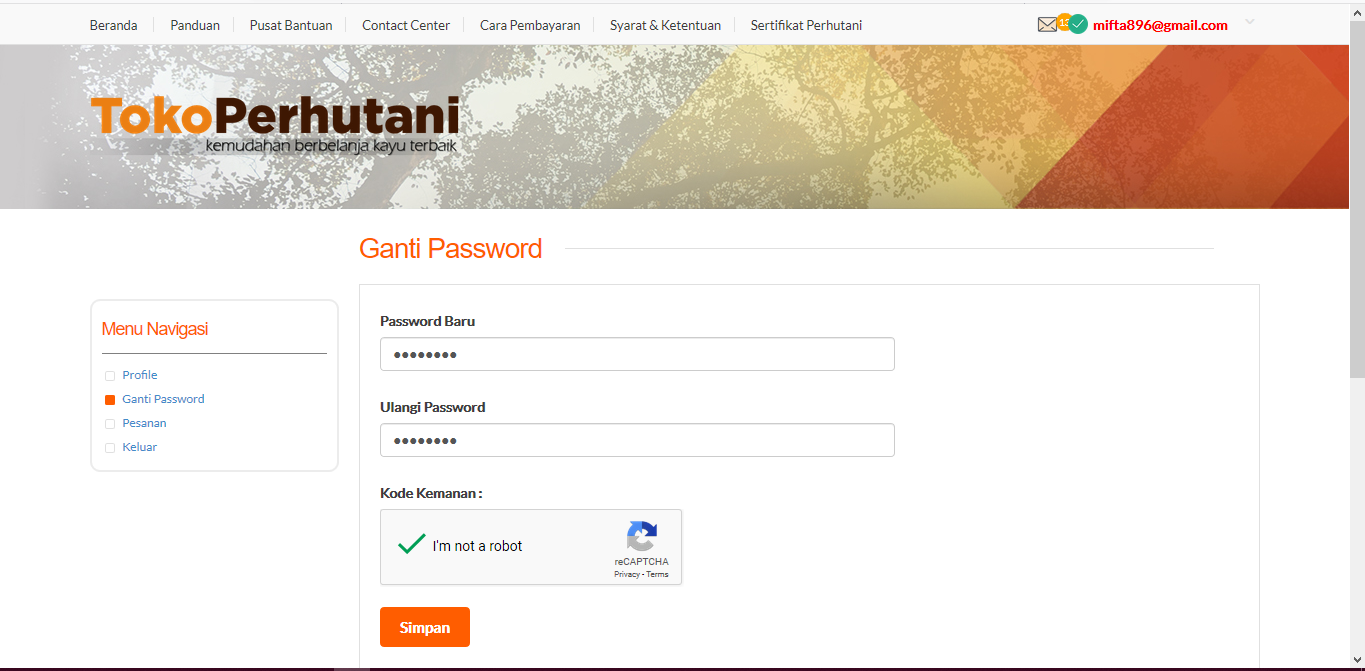 Beranda Panduan Pusat Bantuan Contact Center Cara Pembayaran Syarat & Ketentuan Sertifikat Perhutani mifta896@gmail.com
TokoPerhutani
kemudahan berbelanja kayu terbaik
Ganti Password
Menu Navigasi
Profile
Ganti Password
Pesanan
Keluar
Password Baru
Ulangi Password
Kode Kemanan :
I'm not a robot
reCAPTCHA
Privacy - Terms
Simpan